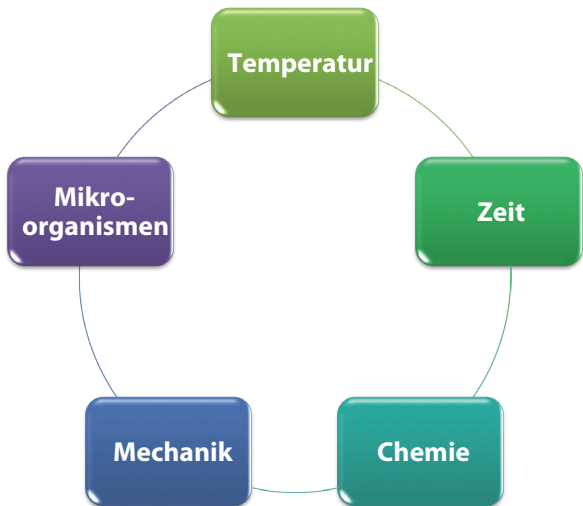 Temperatur
Zeit
Chemie
Mechanik
Mikro-
organismen